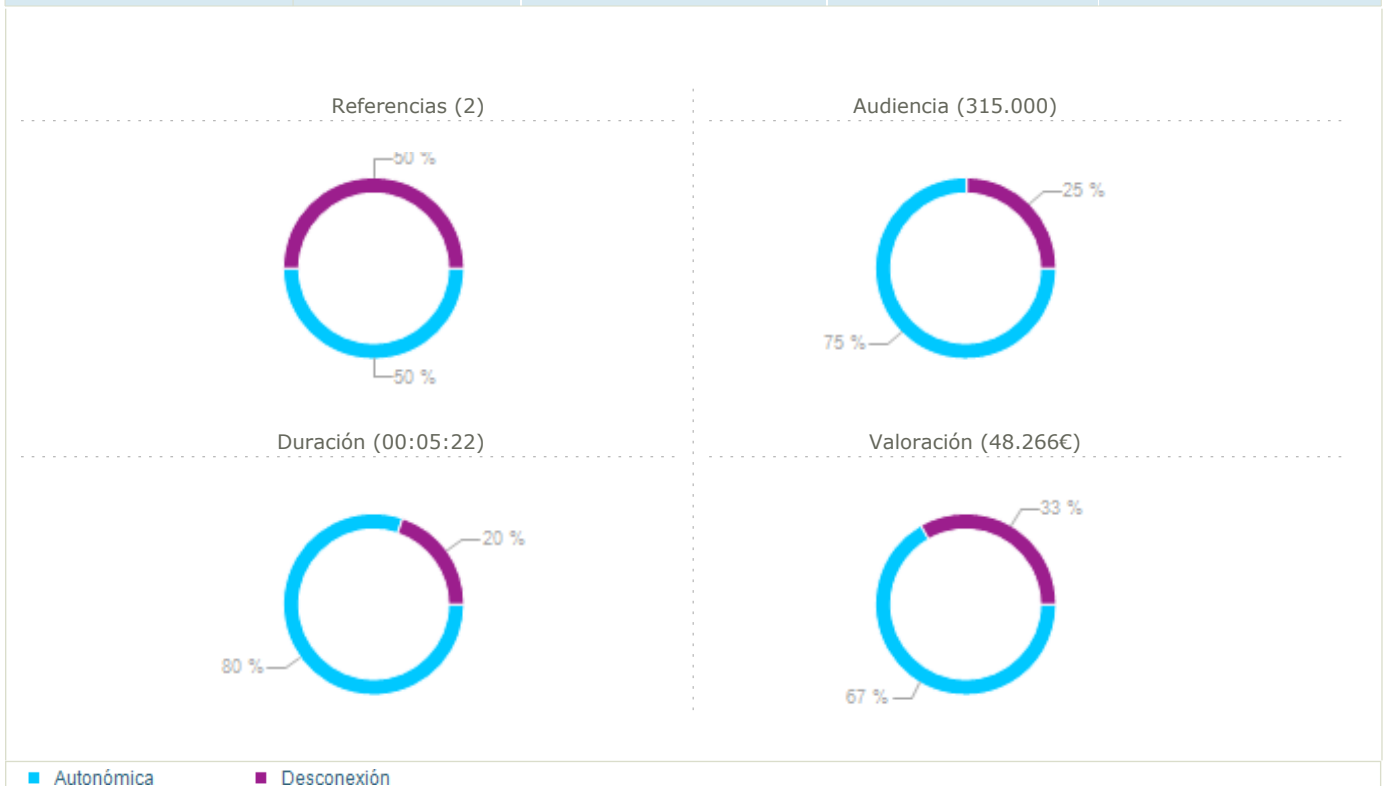 Referencias (2)
Audiencia (315.000)
50 %
25 %
75 %
50 %
Duración (00:05:22)
Valoración (48.266€)
33 %
20 %
80 %
67 %
Autónómica
Desconexión